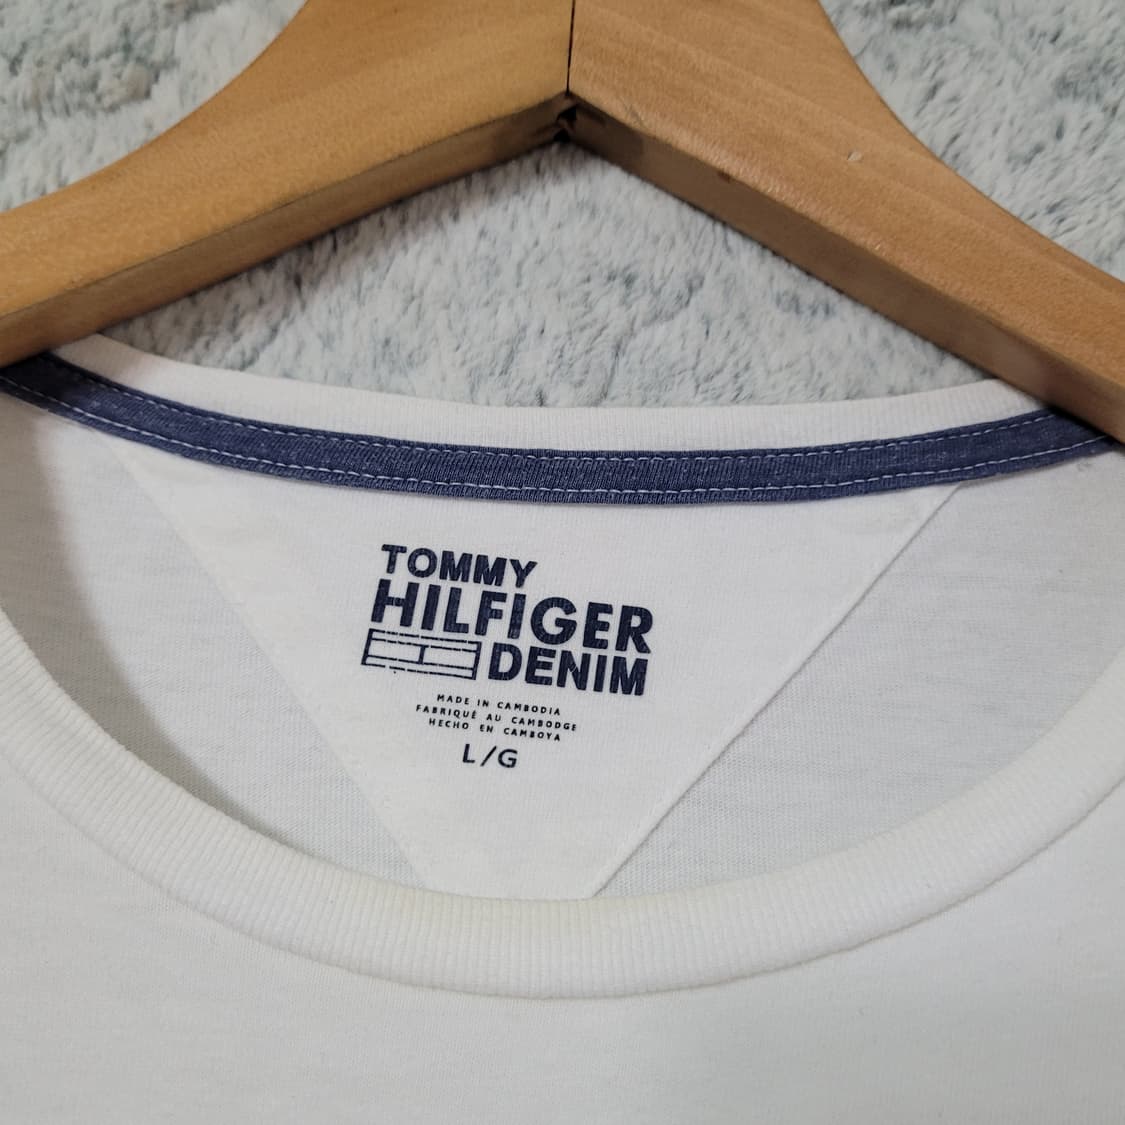 TOMMY
HILFIGER
DENIM
MADE IN CAMBODIA
FABRIQUÉ AU CAMBODGE
HECHO EN CAMBOYA
L/G